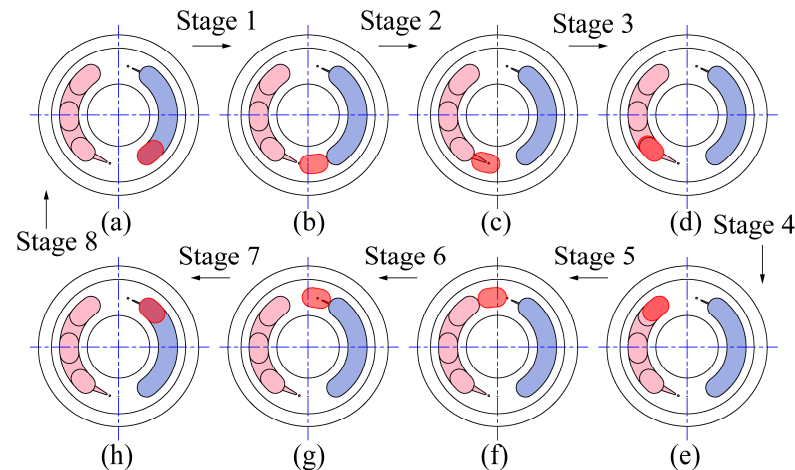 Stage 1
Stage 2
Stage 3
(a)
(b)
(c)
(d)
Stage 8
Stage 7
Stage 6
Stage 5
Stage 4
(h)
(g)
(f)
(e)